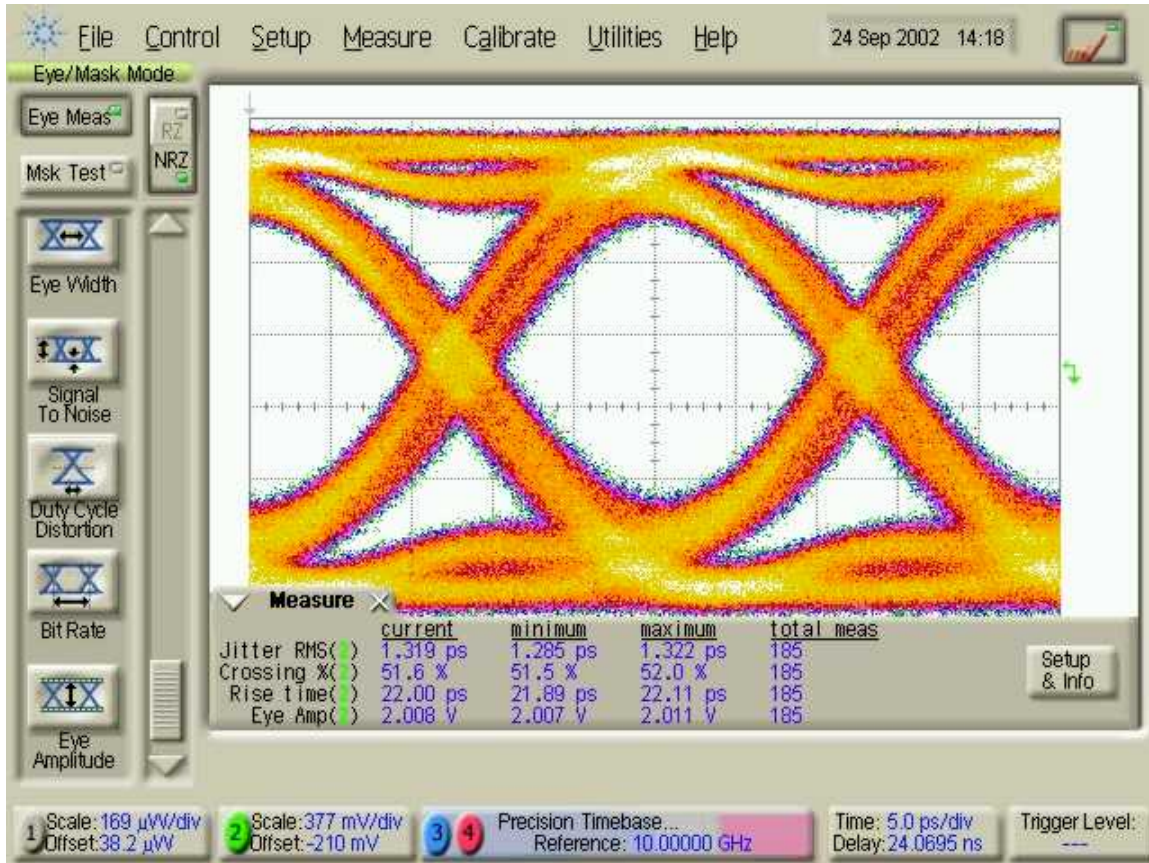 File Control Setup Measure Calibrate Utilities Help 24 Sep 2002 14:18
Eye/Mask Mode
Eye Meas
RZ
NRZ
Msk Test
Eye Width
Signal
To Noise
Duty Cycle
Distortion
Bit Rate
Eye
Amplitude
Measure
current minimum maximum total meas
Jitter RMS(2) 1.319 ps 1.285 ps 1.322 ps 185
Crossing %(2) 51.6 % 51.5 % 52.0 % 185
Rise time(2) 22.00 ps 21.89 ps 22.11 ps 185
Eye Amp(2) 2.008 V 2.007 V 2.011 V 185
Setup
& Info
1 Scale: 169 µW/div
Offset: 38.2 µW
2 Scale: 377 mV/div
Offset: -210 mV
3 4 Precision Timebase...
Reference: 10.00000 GHz
Time: 5.0 ps/div
Delay: 24.0695 ns
Trigger Level:
---